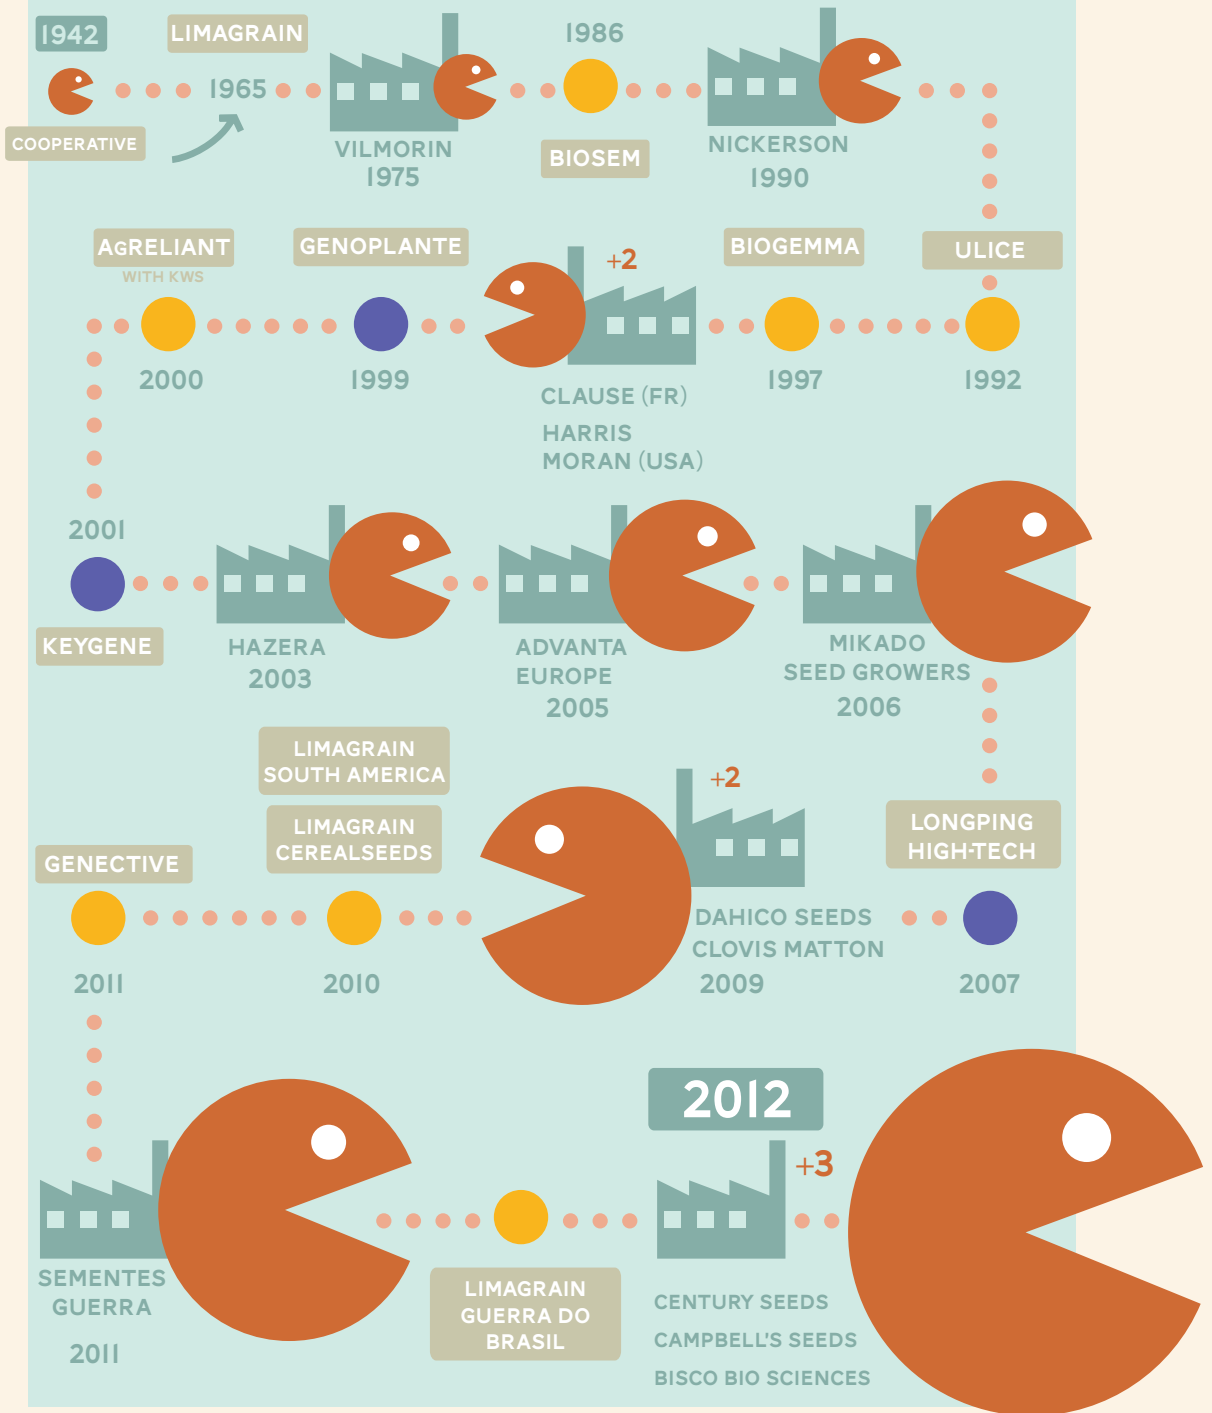 1942
LIMAGRAIN
COOPERATIVE
1965
VILMORIN
1975
1986
BIOSEM
NICKERSON
1990
ULICE
1992
BIOGEMMA
1997
+2
CLAUSE (FR)
HARRIS
MORAN (USA)
GENOPLANTE
1999
AGRELIANT
WITH KWS
2000
2001
KEYGENE
HAZERA
2003
ADVANTA
EUROPE
2005
MIKADO
SEED GROWERS
2006
LONGPING
HIGH-TECH
2007
+2
DAHICO SEEDS
CLOVIS MATTON
2009
LIMAGRAIN
SOUTH AMERICA
LIMAGRAIN
CEREALSEEDS
2010
GENECTIVE
2011
SEMENTES
GUERRA
2011
LIMAGRAIN
GUERRA DO
BRASIL
2012
+3
CENTURY SEEDS
CAMPBELL'S SEEDS
BISCO BIO SCIENCES